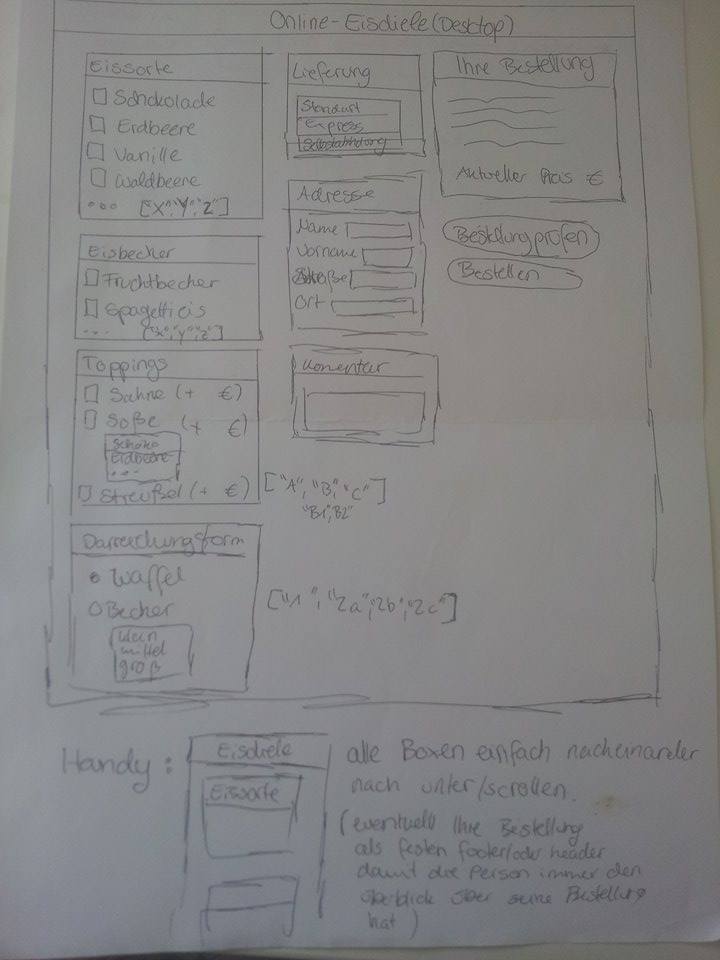 Online-Eisdiele (Desktop)
Eissorte
Schokolade
Erdbeere
Vanille
Waldbeere
... ["X","Y","Z"]
Eisbecher
Fruchtbecher
Spagettieis
... ["X","Y","Z"]
Toppings
Sahne (+ €)
Soße (+ €)
Schoko
Erdbeere
...
Streußel (+ €)
["A", "B", "C"]
"B1", B2"
Darreichungsform
Waffel
Becher
klein
mittel
groß
["1", "2a", "2b", "2c"]
Lieferung
Standart
Express
Selbstabholung
Adresse
Name
Vorname
Straße
Ort
Komentar
Ihre Bestellung
Aktueller Preis €
Bestellung prüfen
Bestellen
Handy:
Eisdiele
Eissorte
alle Boxen einfach nacheinander
nach unter/scrollen.
(eventuell Ihre Bestellung
als festen footer/oder header
damit die Person immer den
überblick über seine Bestellung
hat)